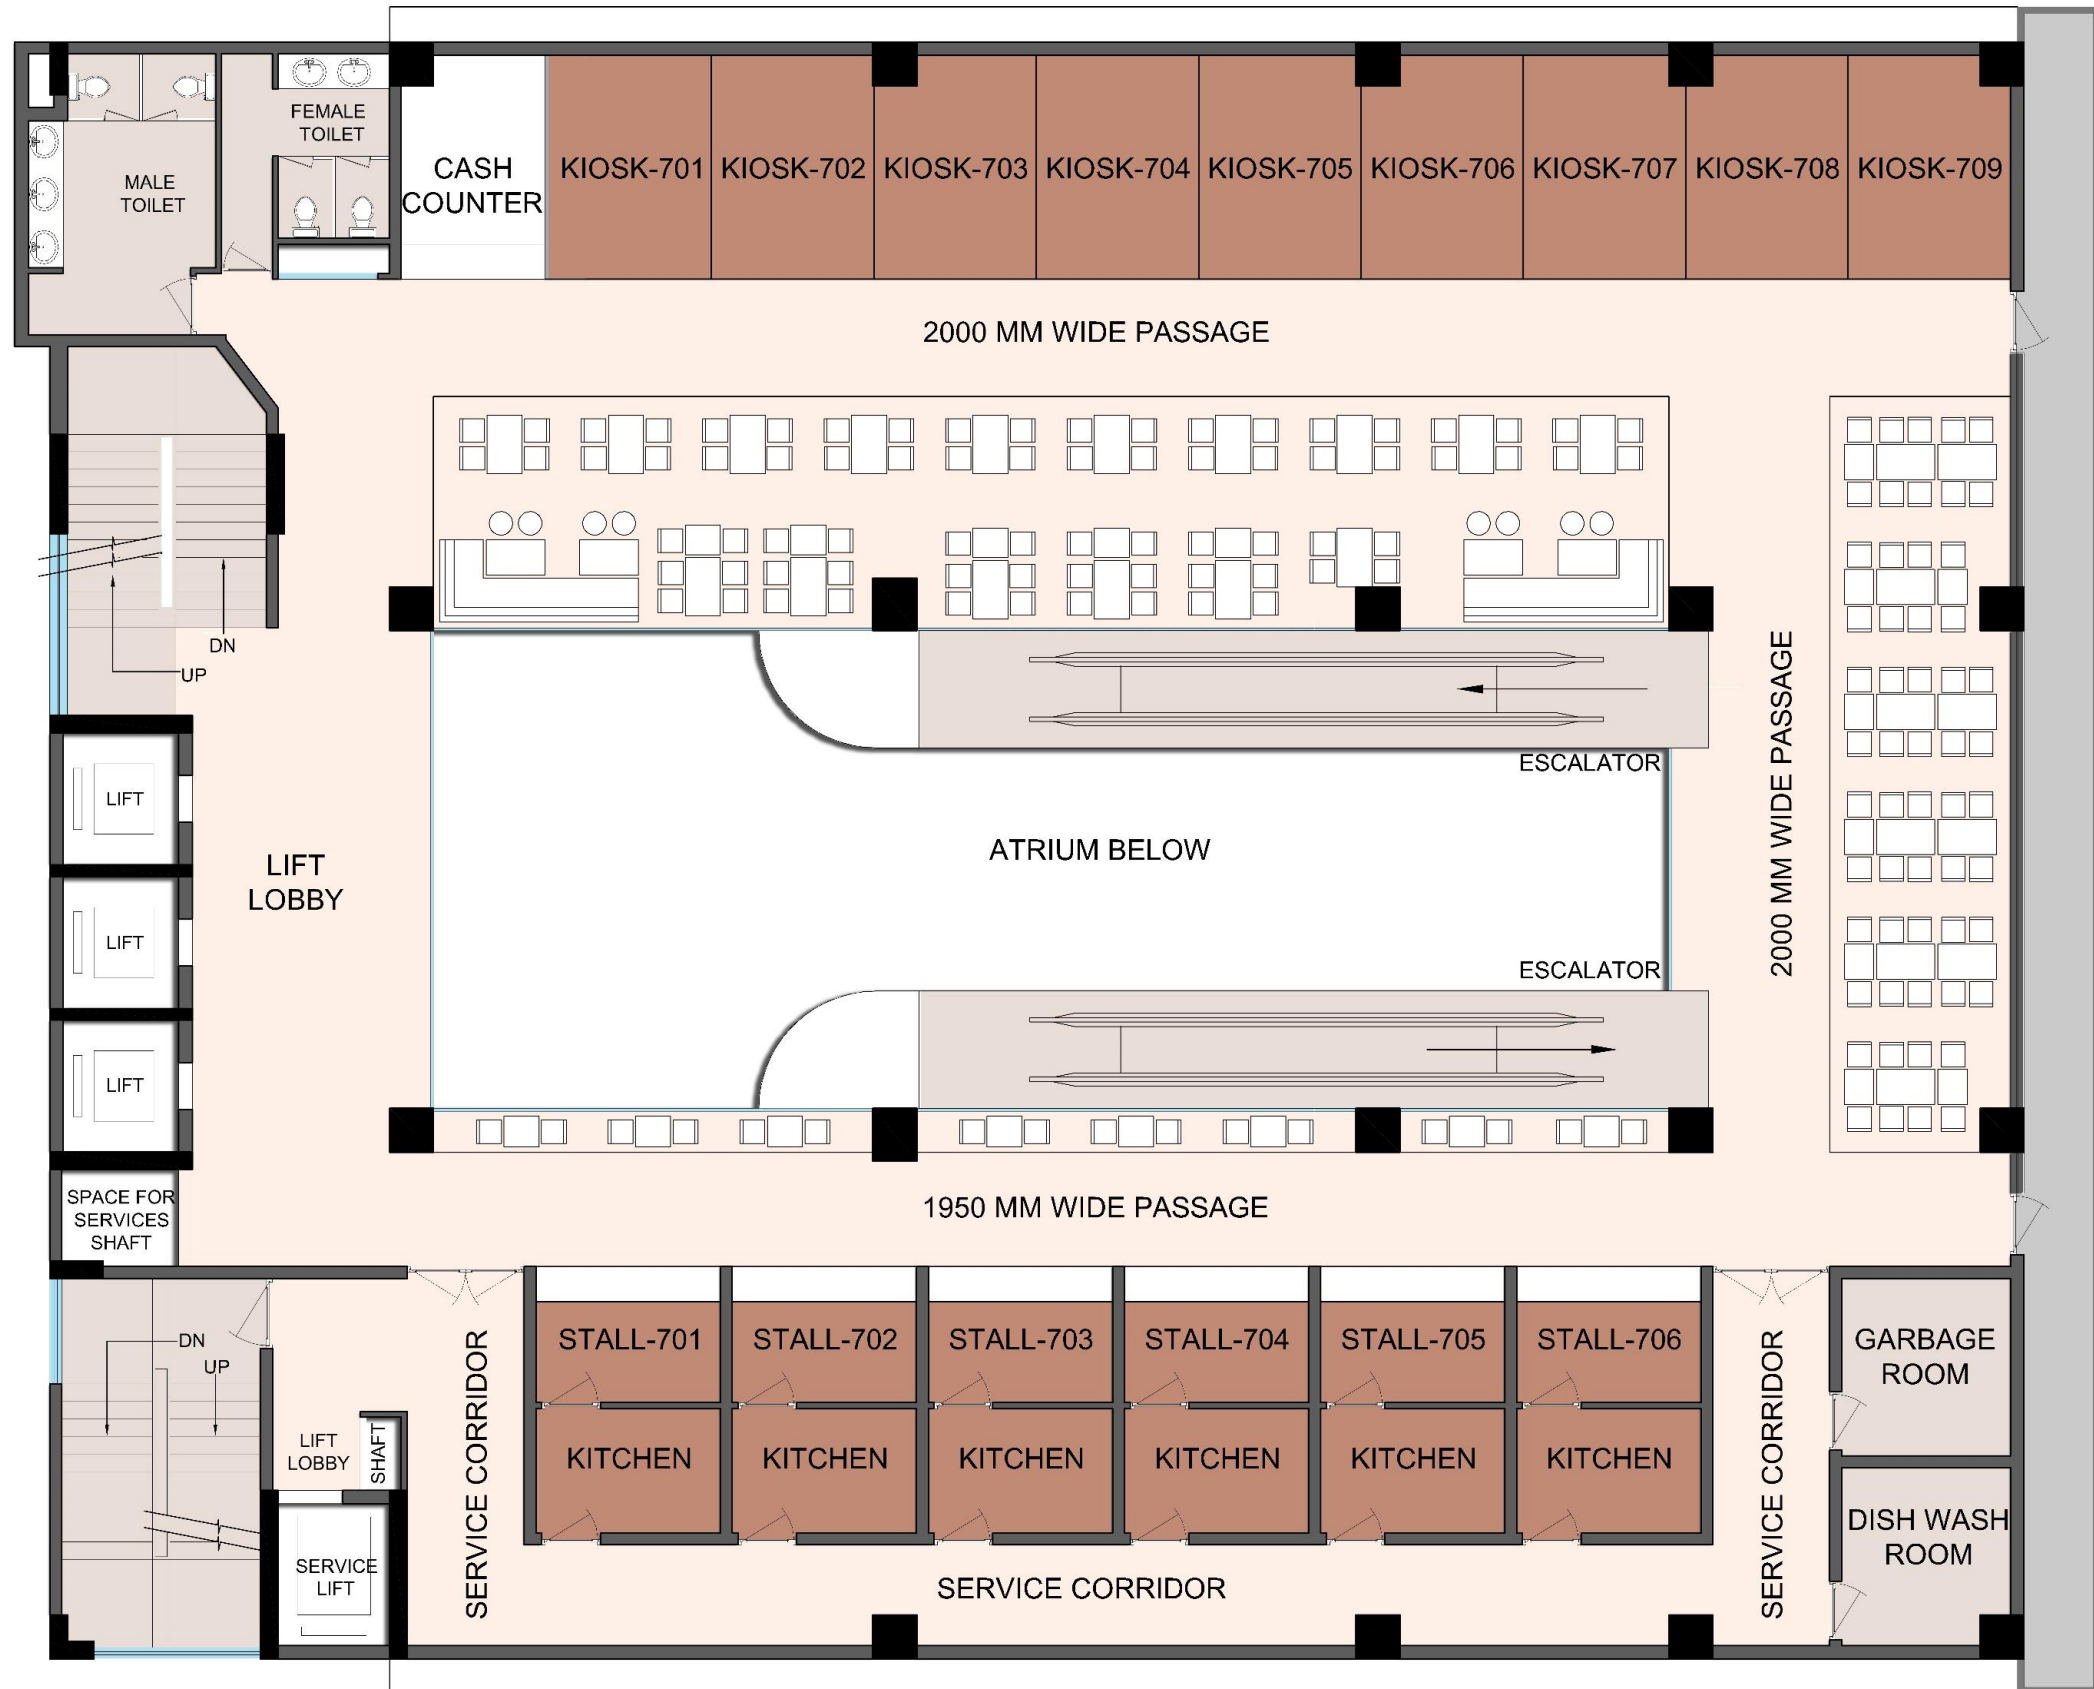 FEMALE
TOILET
MALE
TOILET
CASH
COUNTER
KIOSK-701
KIOSK-702
KIOSK-703
KIOSK-704
KIOSK-705
KIOSK-706
KIOSK-707
KIOSK-708
KIOSK-709
2000 MM WIDE PASSAGE
DN
UP
2000 MM WIDE PASSAGE
ESCALATOR
LIFT
LIFT
LOBBY
ATRIUM BELOW
LIFT
ESCALATOR
LIFT
SPACE FOR
SERVICES
SHAFT
1950 MM WIDE PASSAGE
DN
UP
LIFT
LOBBY
SHAFT
SERVICE
LIFT
SERVICE CORRIDOR
STALL-701
STALL-702
STALL-703
STALL-704
STALL-705
STALL-706
KITCHEN
KITCHEN
KITCHEN
KITCHEN
KITCHEN
KITCHEN
SERVICE CORRIDOR
SERVICE CORRIDOR
GARBAGE
ROOM
DISH WASH
ROOM